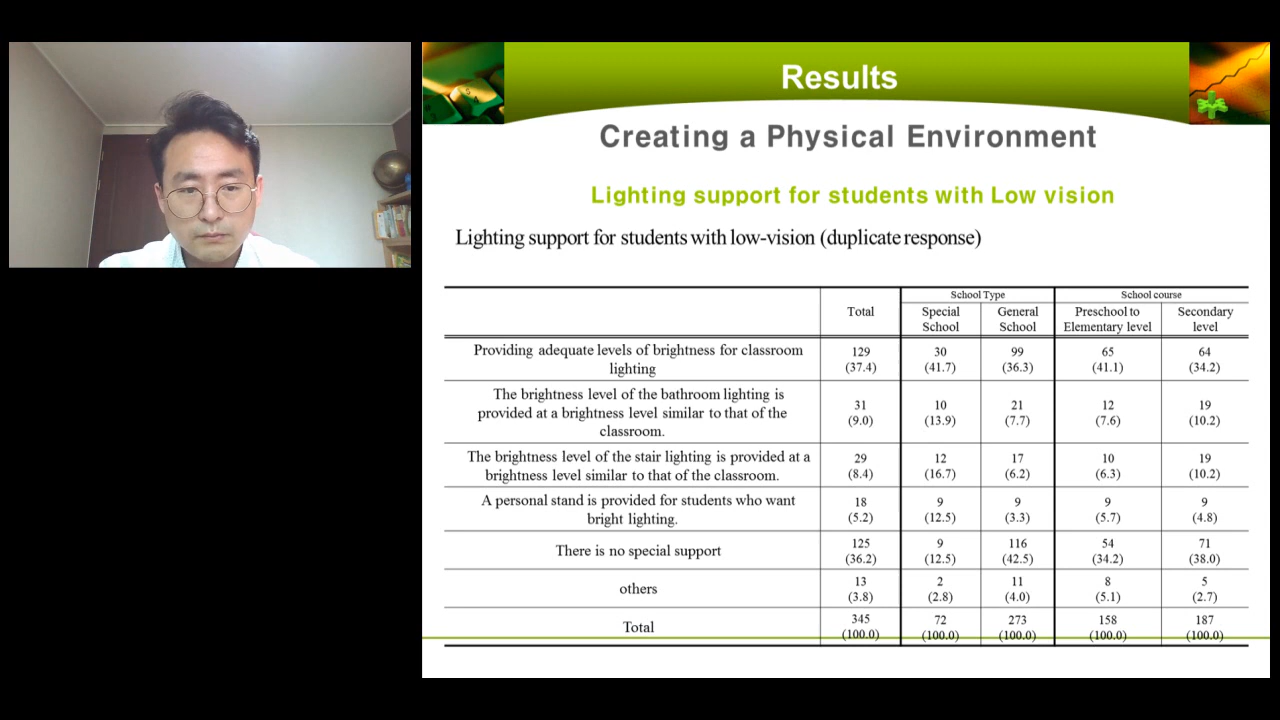 Results
Creating a Physical Environment
Lighting support for students with Low vision
Lighting support for students with low-vision (duplicate response)
School Type
School course
Total
Special
School
General
School
Preschool to
Elementary level
Secondary
level
Providing adequate levels of brightness for classroom
lighting
129
(37.4)
30
(41.7)
99
(36.3)
65
(41.1)
64
(34.2)
The brightness level of the bathroom lighting is
provided at a brightness level similar to that of the
classroom.
31
(9.0)
10
(13.9)
21
(7.7)
12
(7.6)
19
(10.2)
The brightness level of the stair lighting is provided at a
brightness level similar to that of the classroom.
29
(8.4)
12
(16.7)
17
(6.2)
10
(6.3)
19
(10.2)
A personal stand is provided for students who want
bright lighting.
18
(5.2)
9
(12.5)
9
(3.3)
9
(5.7)
9
(4.8)
There is no special support
125
(36.2)
9
(12.5)
116
(42.5)
54
(34.2)
71
(38.0)
others
13
(3.8)
2
(2.8)
11
(4.0)
8
(5.1)
5
(2.7)
Total
345
(100.0)
72
(100.0)
273
(100.0)
158
(100.0)
187
(100.0)